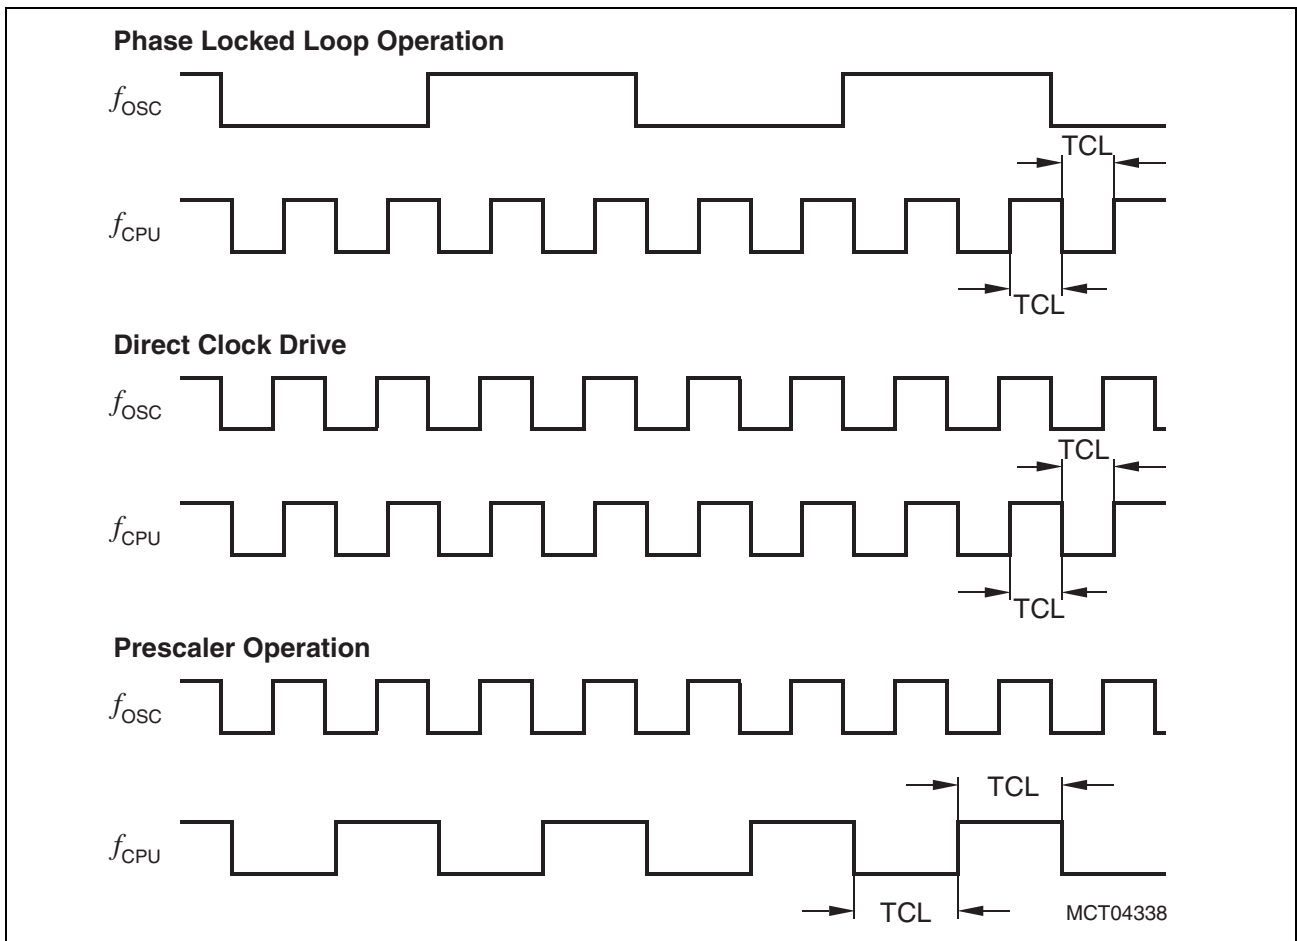 Phase Locked Loop Operation
fOSC
TCL
fCPU
TCL
Direct Clock Drive
fOSC
TCL
fCPU
TCL
Prescaler Operation
fOSC
TCL
fCPU
TCL
MCT04338